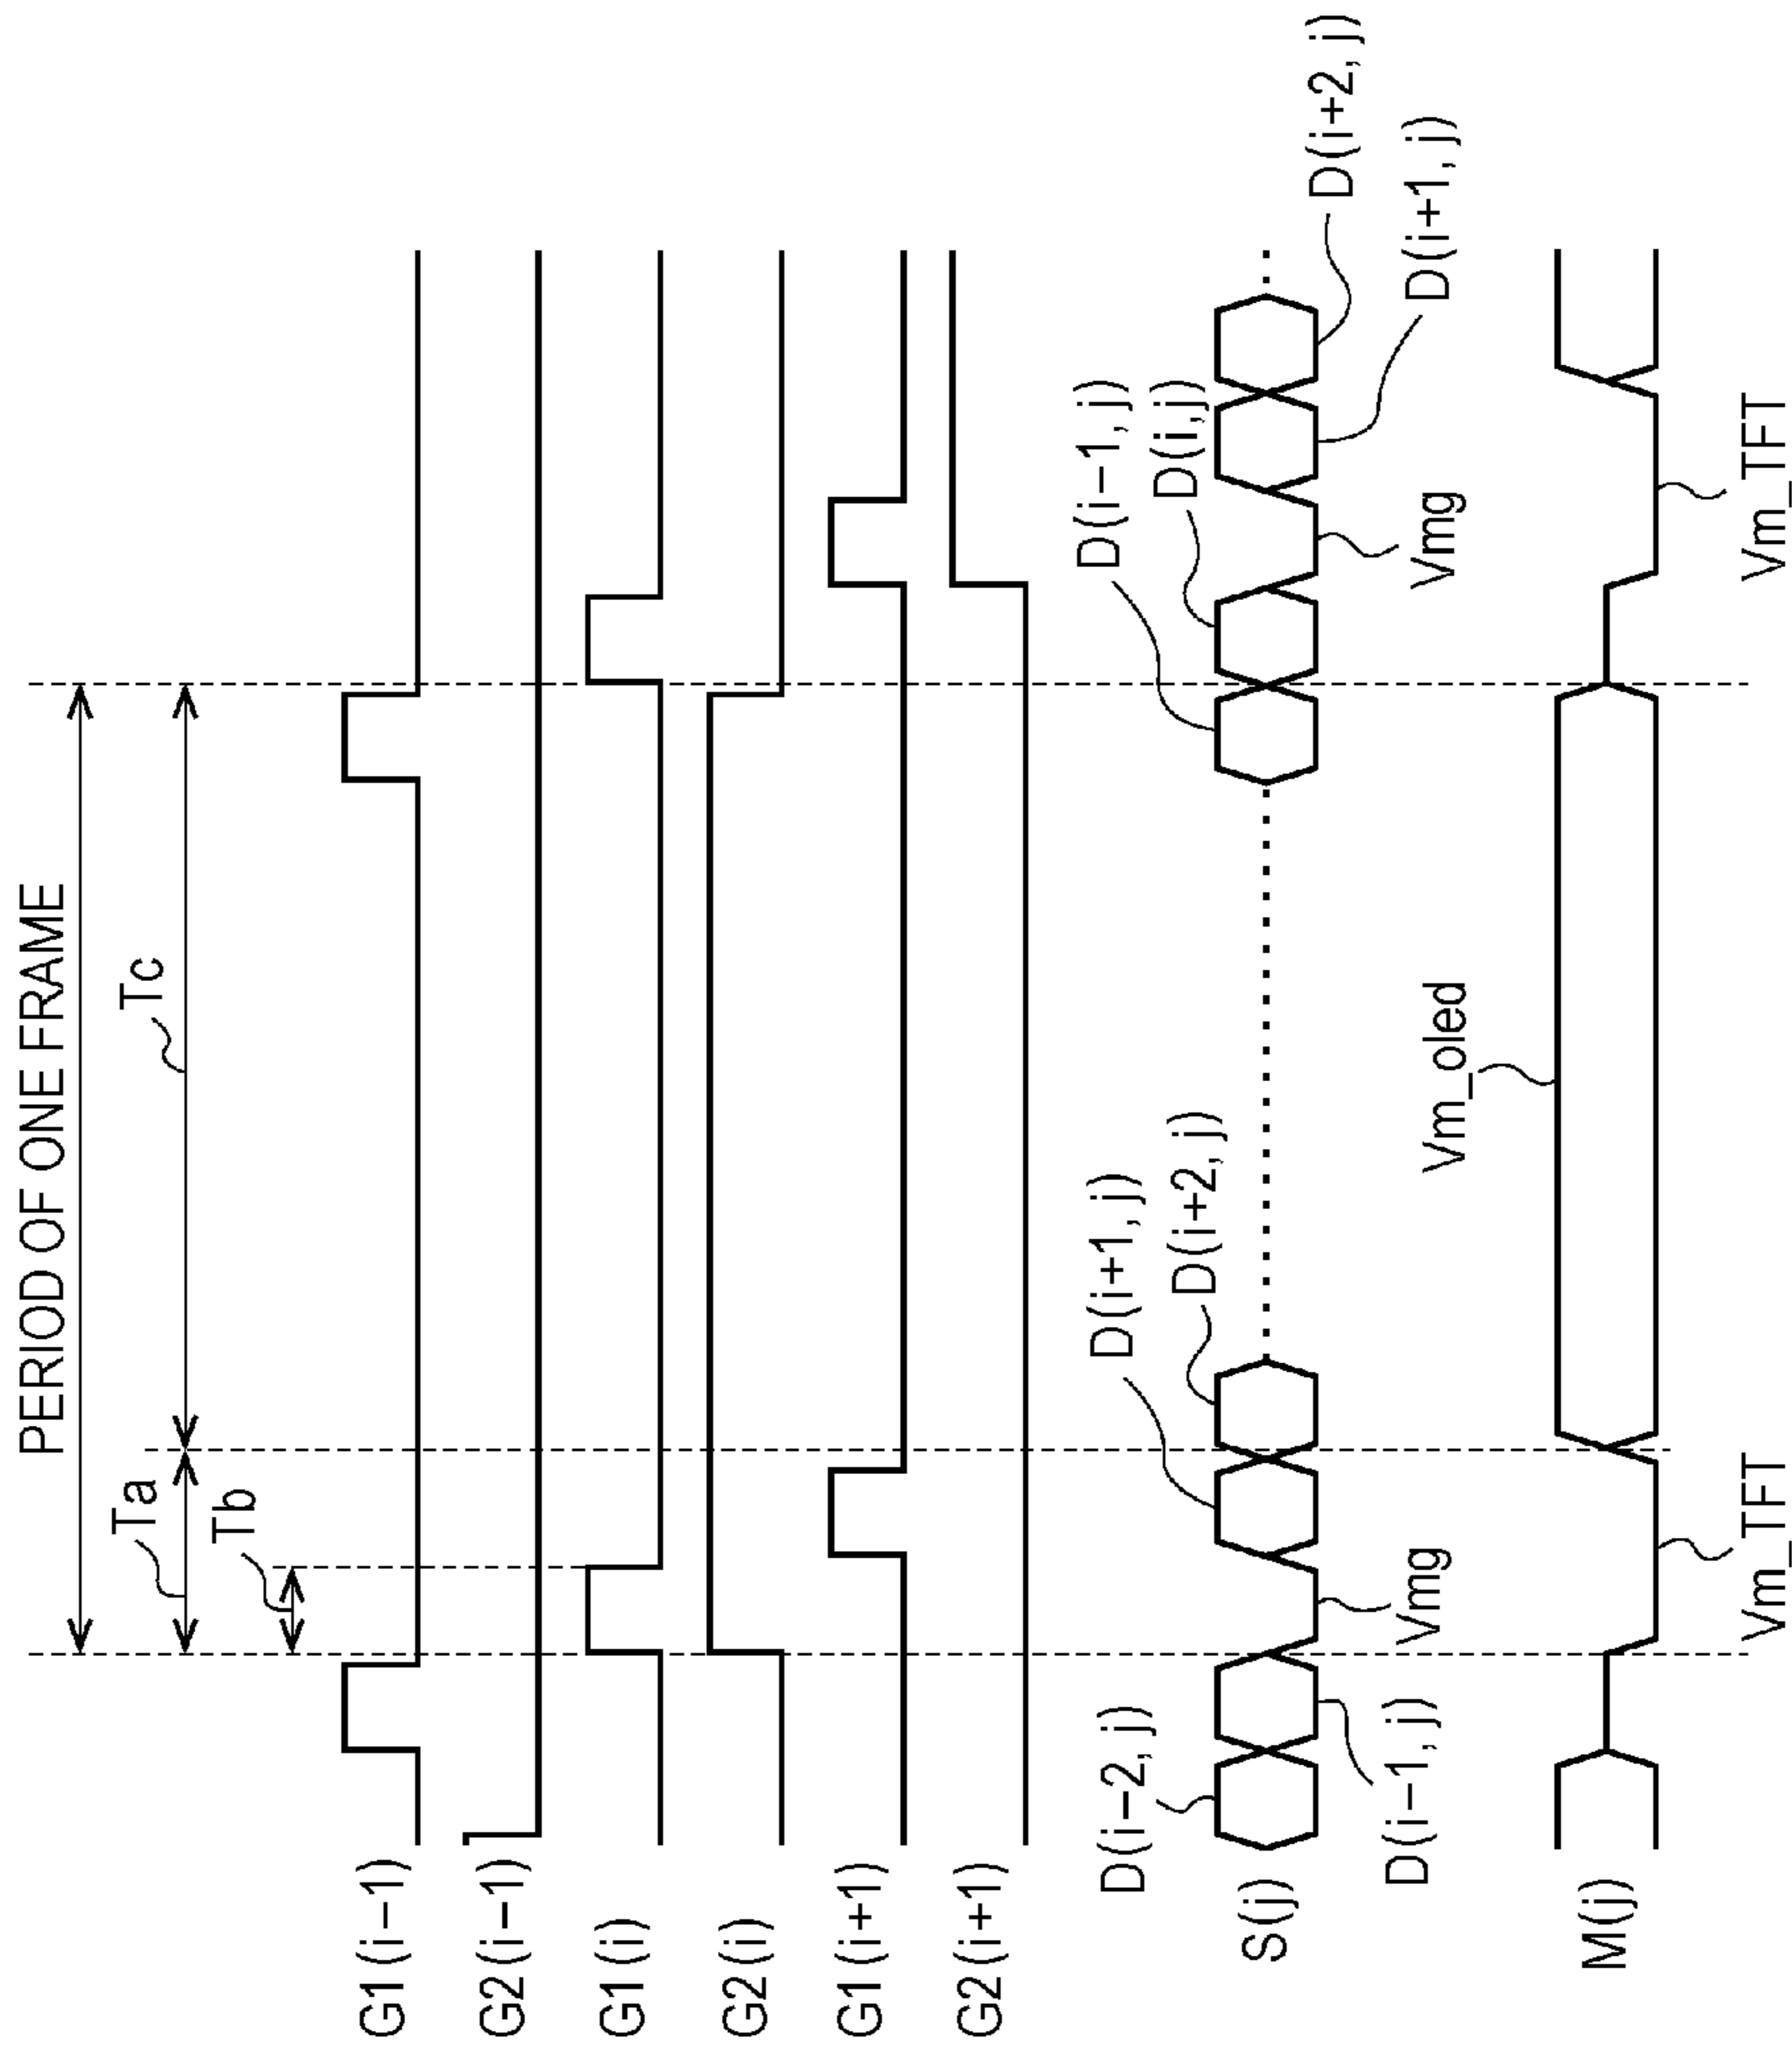 PERIOD OF ONE FRAME
Ta
Tc
Tb
G1(i−1)
G2(i−1)
G1(i)
G2(i)
G1(i+1)
G2(i+1)
D(i−2, j)
D(i+1, j)
D(i+2, j)
D(i−1, j)
D(i,j)
S(j)
D(i−1, j)
Vmg
Vmg
D(i+1, j)
D(i+2, j)
Vm_oled
M(j)
Vm_TFT
Vm_TFT